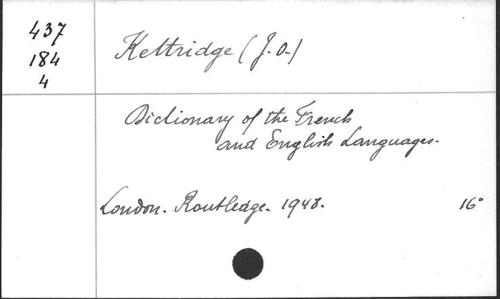 437
184
4
Kettridge (J.O.)
Dictionary of the French
and English Languages.
London. Routledge. 1948. 16°